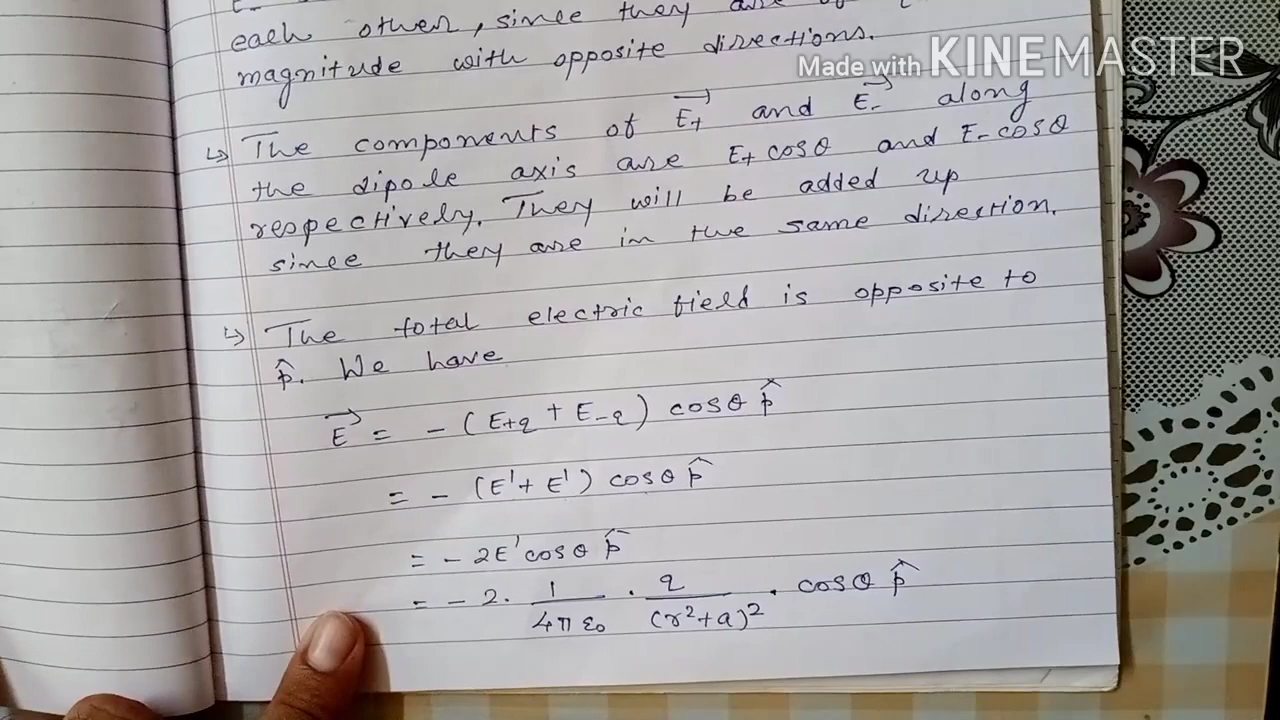 each other, since they are of
magnitude with opposite directions.
Made with KINEMASTER
↳ The components of E₊⃗ and E₋⃗ along
the dipole axis are E₊ cosθ and E₋ cosθ
respectively. They will be added up
since they are in the same direction.
↳ The total electric field is opposite to
p̂. We have
E⃗ = - (E₊q + E₋q) cosθ p̂
= - (E' + E') cosθ p̂
= - 2E' cosθ p̂
= - 2. 1/4πε₀ . q/(r²+a)² . cosθ p̂